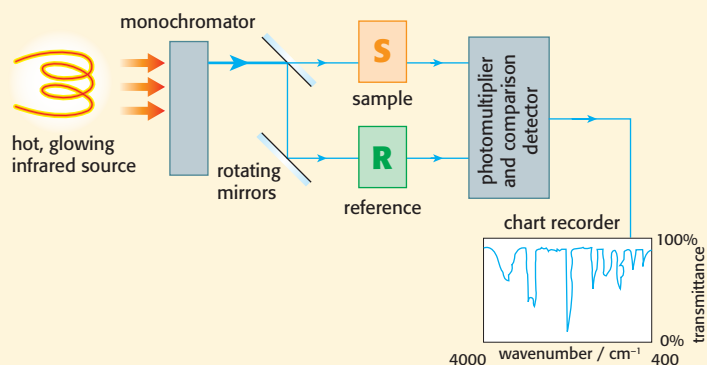 monochromator
hot, glowing
infrared source
rotating
mirrors
S
sample
R
reference
photomultiplier
and comparison
detector
chart recorder
100%
transmittance
0%
4000
wavenumber / cm⁻¹
400